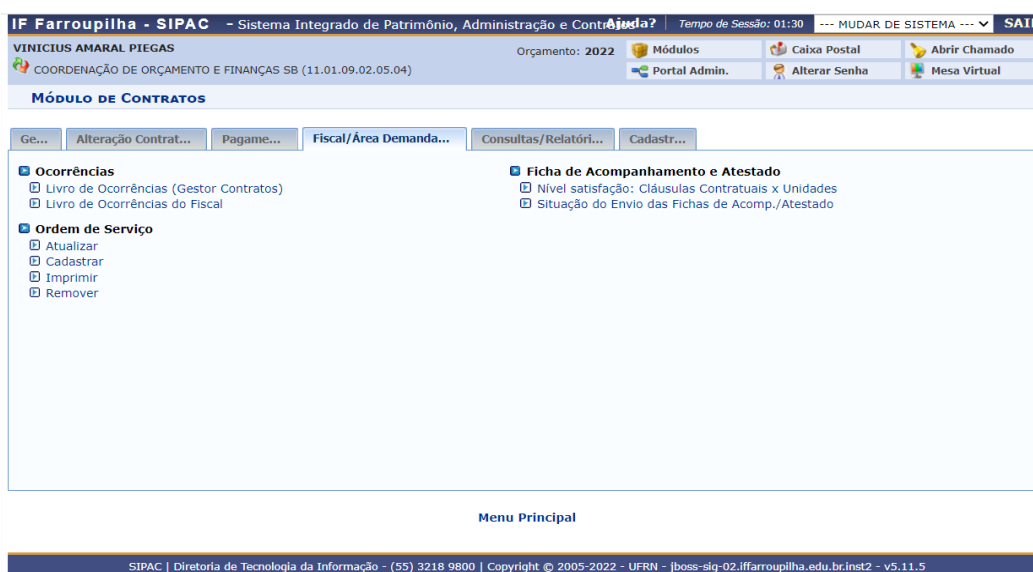 IF Farroupilha - SIPAC - Sistema Integrado de Patrimônio, Administração e Contratos Ajuda? Tempo de Sessão: 01:30 --- MUDAR DE SISTEMA --- SAI
VINICIUS AMARAL PIEGAS Orçamento: 2022 Módulos Caixa Postal Abrir Chamado
COORDENAÇÃO DE ORÇAMENTO E FINANÇAS SB (11.01.09.02.05.04) Portal Admin. Alterar Senha Mesa Virtual
MÓDULO DE CONTRATOS
Ge... Alteração Contrat... Pagame... Fiscal/Área Demanda... Consultas/Relatóri... Cadastr...
Ocorrências
Livro de Ocorrências (Gestor Contratos)
Livro de Ocorrências do Fiscal
Ordem de Serviço
Atualizar
Cadastrar
Imprimir
Remover
Ficha de Acompanhamento e Atestado
Nível satisfação: Cláusulas Contratuais x Unidades
Situação do Envio das Fichas de Acomp./Atestado
Menu Principal
SIPAC | Diretoria de Tecnologia da Informação - (55) 3218 9800 | Copyright © 2005-2022 - UFRN - jboss-sig-02.iffarroupilha.edu.br.inst2 - v5.11.5